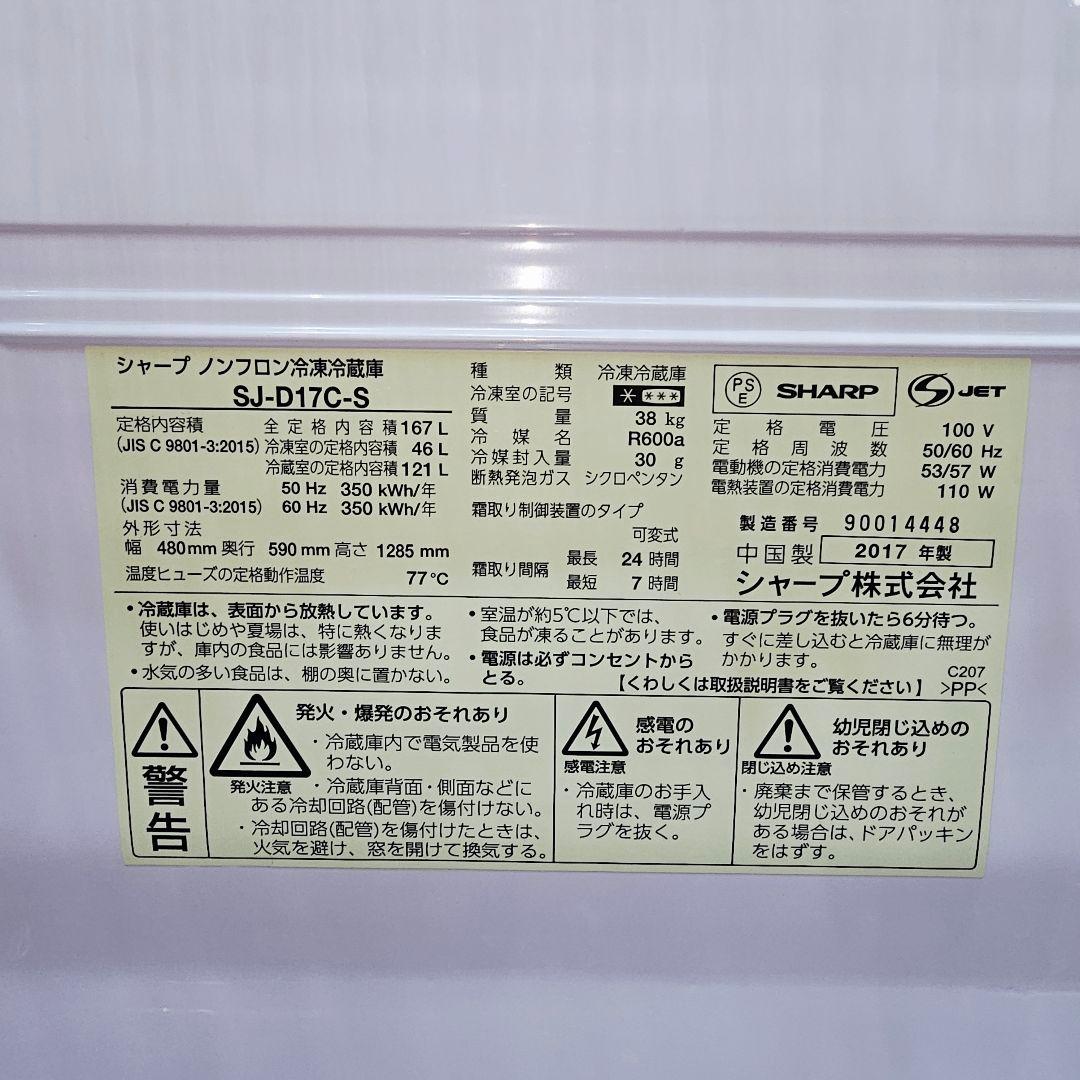 シャープ ノンフロン冷凍冷蔵庫
SJ-D17C-S
定格内容積 全定格内容積 167 L
(JIS C 9801-3:2015) 冷凍室の定格内容積 46 L
冷蔵室の定格内容積 121 L
消費電力量 50 Hz 350 kWh/年
(JIS C 9801-3:2015) 60 Hz 350 kWh/年
外形寸法
幅 480mm 奥行 590mm 高さ 1285mm
温度ヒューズの定格動作温度 77℃
種類 冷凍冷蔵庫
冷凍室の記号 * ***
質量 38 kg
冷媒名 R600a
冷媒封入量 30 g
断熱発泡ガス シクロペンタン
霜取り制御装置のタイプ
可変式
霜取り間隔 最長 24 時間
最短 7 時間
PSE SHARP S JET
定格電圧 100 V
定格周波数 50/60 Hz
電動機の定格消費電力 53/57 W
電熱装置の定格消費電力 110 W
製造番号 90014448
中国製 2017 年製
シャープ株式会社
・冷蔵庫は、表面から放熱しています。
使いはじめや夏場は、特に熱くなりま
すが、庫内の食品には影響ありません。
・水気の多い食品は、棚の奥に置かない。
・室温が約5℃以下では、
食品が凍ることがあります。
・電源は必ずコンセントから
とる。
・電源プラグを抜いたら6分待つ。
すぐに差し込むと冷蔵庫に無理が
かかります。
【くわしくは取扱説明書をご覧ください】
C207
>PP<
警告
発火・爆発のおそれあり
発火注意
・冷蔵庫内で電気製品を使
わない。
・冷蔵庫背面・側面などに
ある冷却回路(配管)を傷付けない。
・冷却回路(配管)を傷付けたときは、
火気を避け、窓を開けて換気する。
感電の
おそれあり
感電注意
・冷蔵庫のお手入
れ時は、電源プ
ラグを抜く。
幼児閉じ込めの
おそれあり
閉じ込め注意
・廃棄まで保管するとき、
幼児閉じ込めのおそれが
ある場合は、ドアパッキン
をはずす。